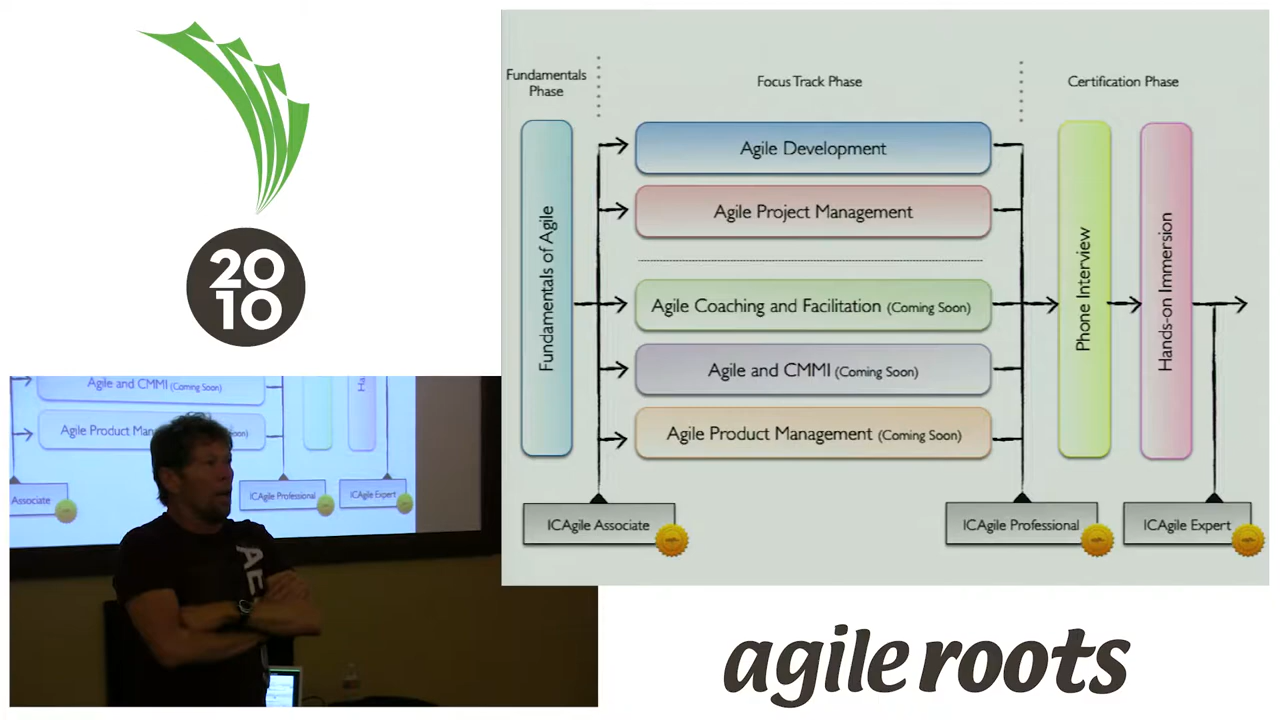 20
10
Fundamentals
Phase
Focus Track Phase
Certification Phase
Fundamentals of Agile
Agile Development
Agile Project Management
Agile Coaching and Facilitation (Coming Soon)
Agile and CMMI (Coming Soon)
Agile Product Management (Coming Soon)
Phone Interview
Hands-on Immersion
ICAgile Associate
ICAgile Professional
ICAgile Expert
Agile and CMMI (Coming Soon)
Agile Product
Associate
ICAgile Professional
ICAgile Expert
agile roots